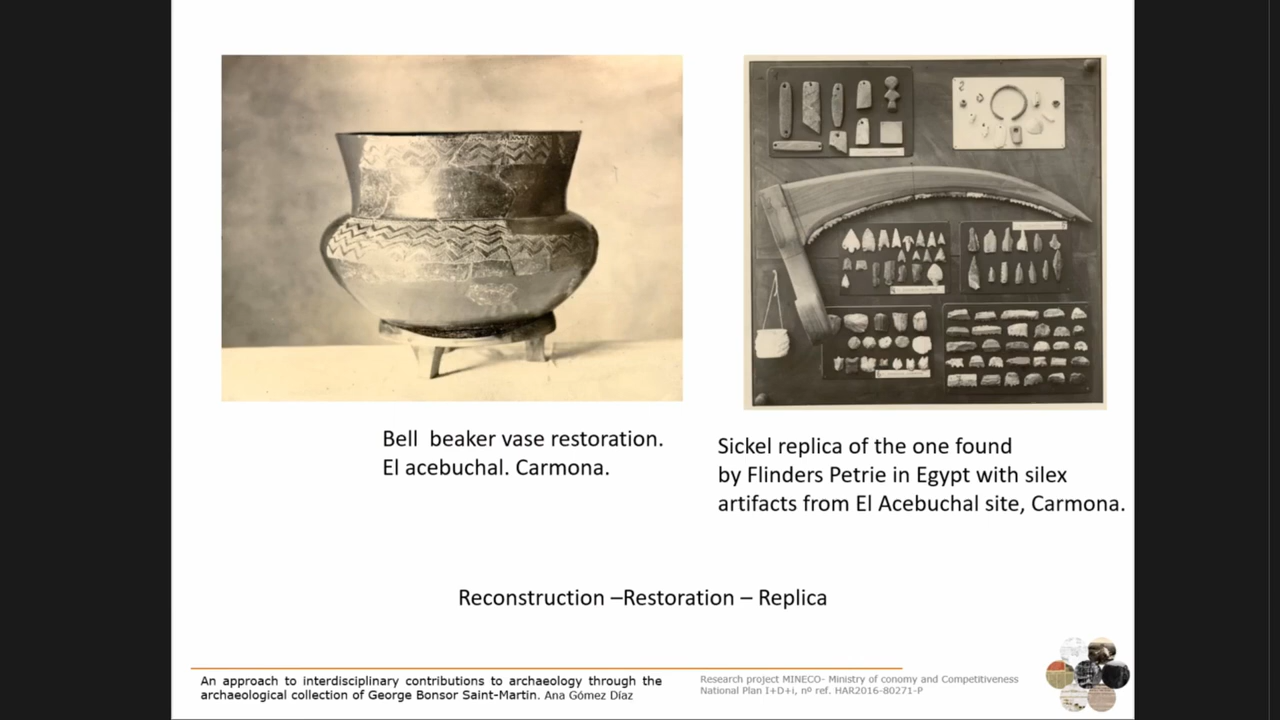 Bell beaker vase restoration.
El acebuchal. Carmona.
Sickel replica of the one found
by Flinders Petrie in Egypt with silex
artifacts from El Acebuchal site, Carmona.
Reconstruction –Restoration – Replica
An approach to interdisciplinary contributions to archaeology through the
archaeological collection of George Bonsor Saint-Martin. Ana Gómez Díaz
Research project MINECO- Ministry of conomy and Competitiveness
National Plan I+D+i, nº ref. HAR2016-80271-P